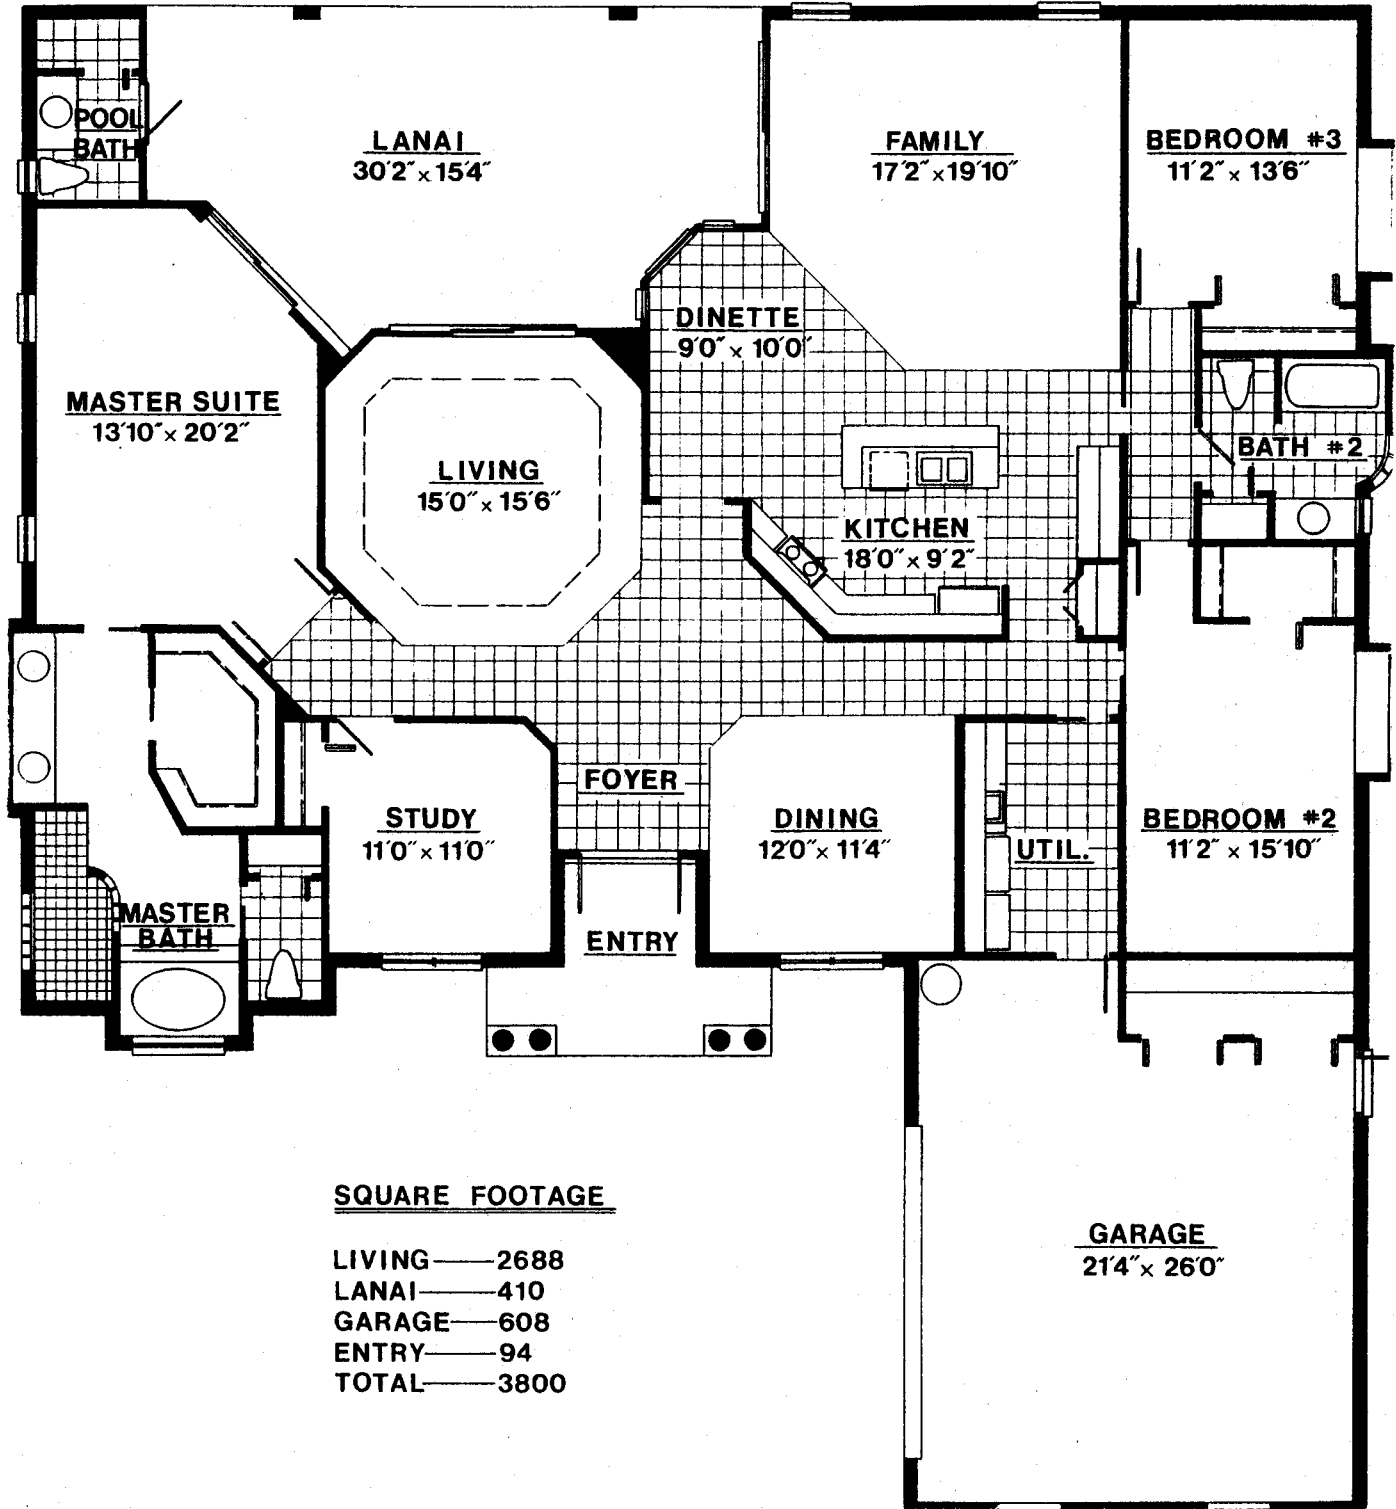 POOL
BATH
LANAI
30'2" x 15'4"
FAMILY
17'2" x 19'10"
BEDROOM #3
11'2" x 13'6"
DINETTE
9'0" x 10'0"
MASTER SUITE
13'10" x 20'2"
LIVING
15'0" x 15'6"
BATH #2
KITCHEN
18'0" x 9'2"
FOYER
STUDY
11'0" x 11'0"
DINING
12'0" x 11'4"
UTIL.
BEDROOM #2
11'2" x 15'10"
MASTER
BATH
ENTRY
SQUARE FOOTAGE
LIVING——2688
LANAI——410
GARAGE——608
ENTRY——94
TOTAL——3800
GARAGE
21'4" x 26'0"